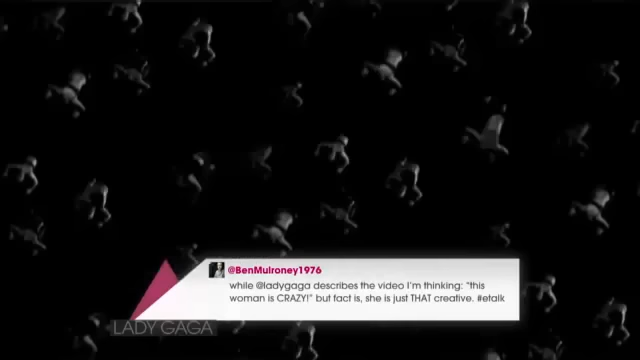 @BenMulroney1976
while @ladygaga describes the video I'm thinking: "this
woman is CRAZY!" but fact is, she is just THAT creative. #etalk
LADY GAGA